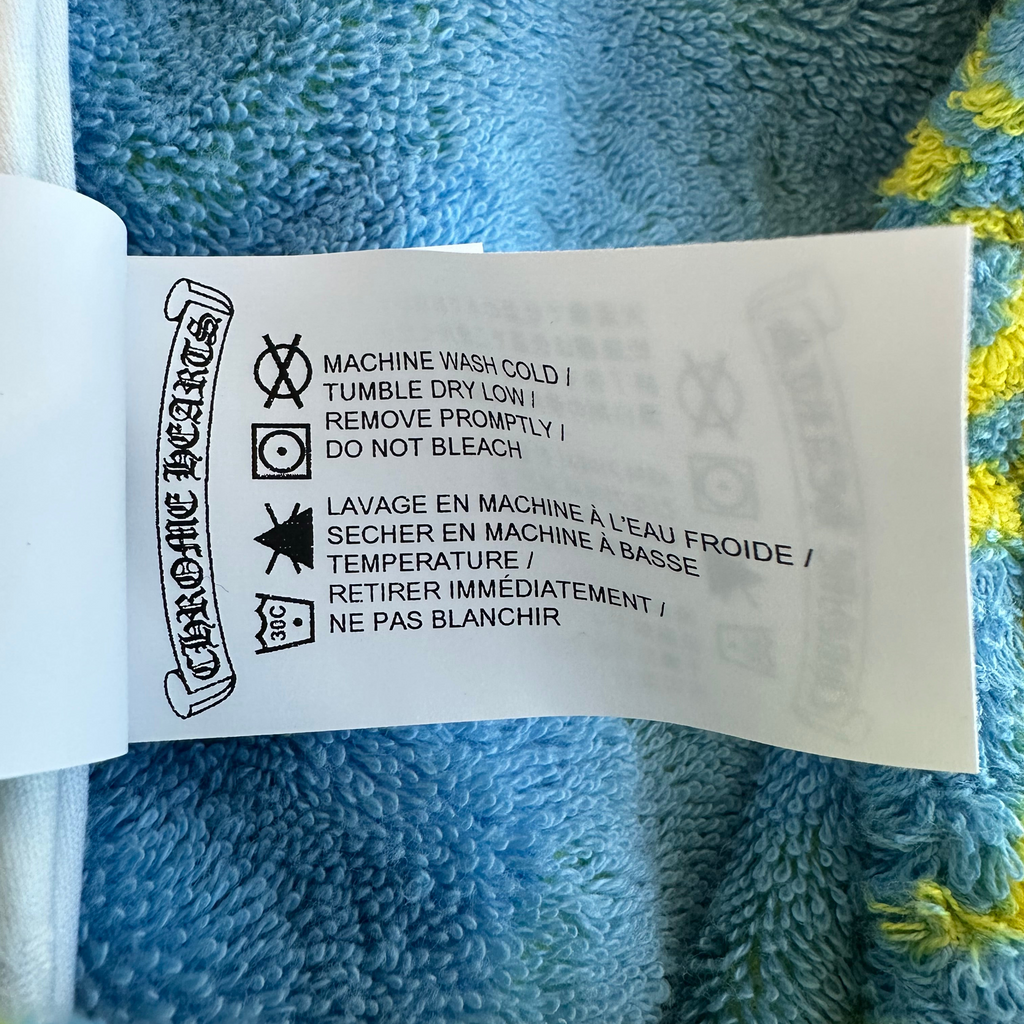 CHROME HEARTS
MACHINE WASH COLD /
TUMBLE DRY LOW /
REMOVE PROMPTLY /
DO NOT BLEACH
LAVAGE EN MACHINE À L'EAU FROIDE /
SECHER EN MACHINE À BASSE
TEMPERATURE /
RETIRER IMMÉDIATEMENT /
NE PAS BLANCHIR
30C